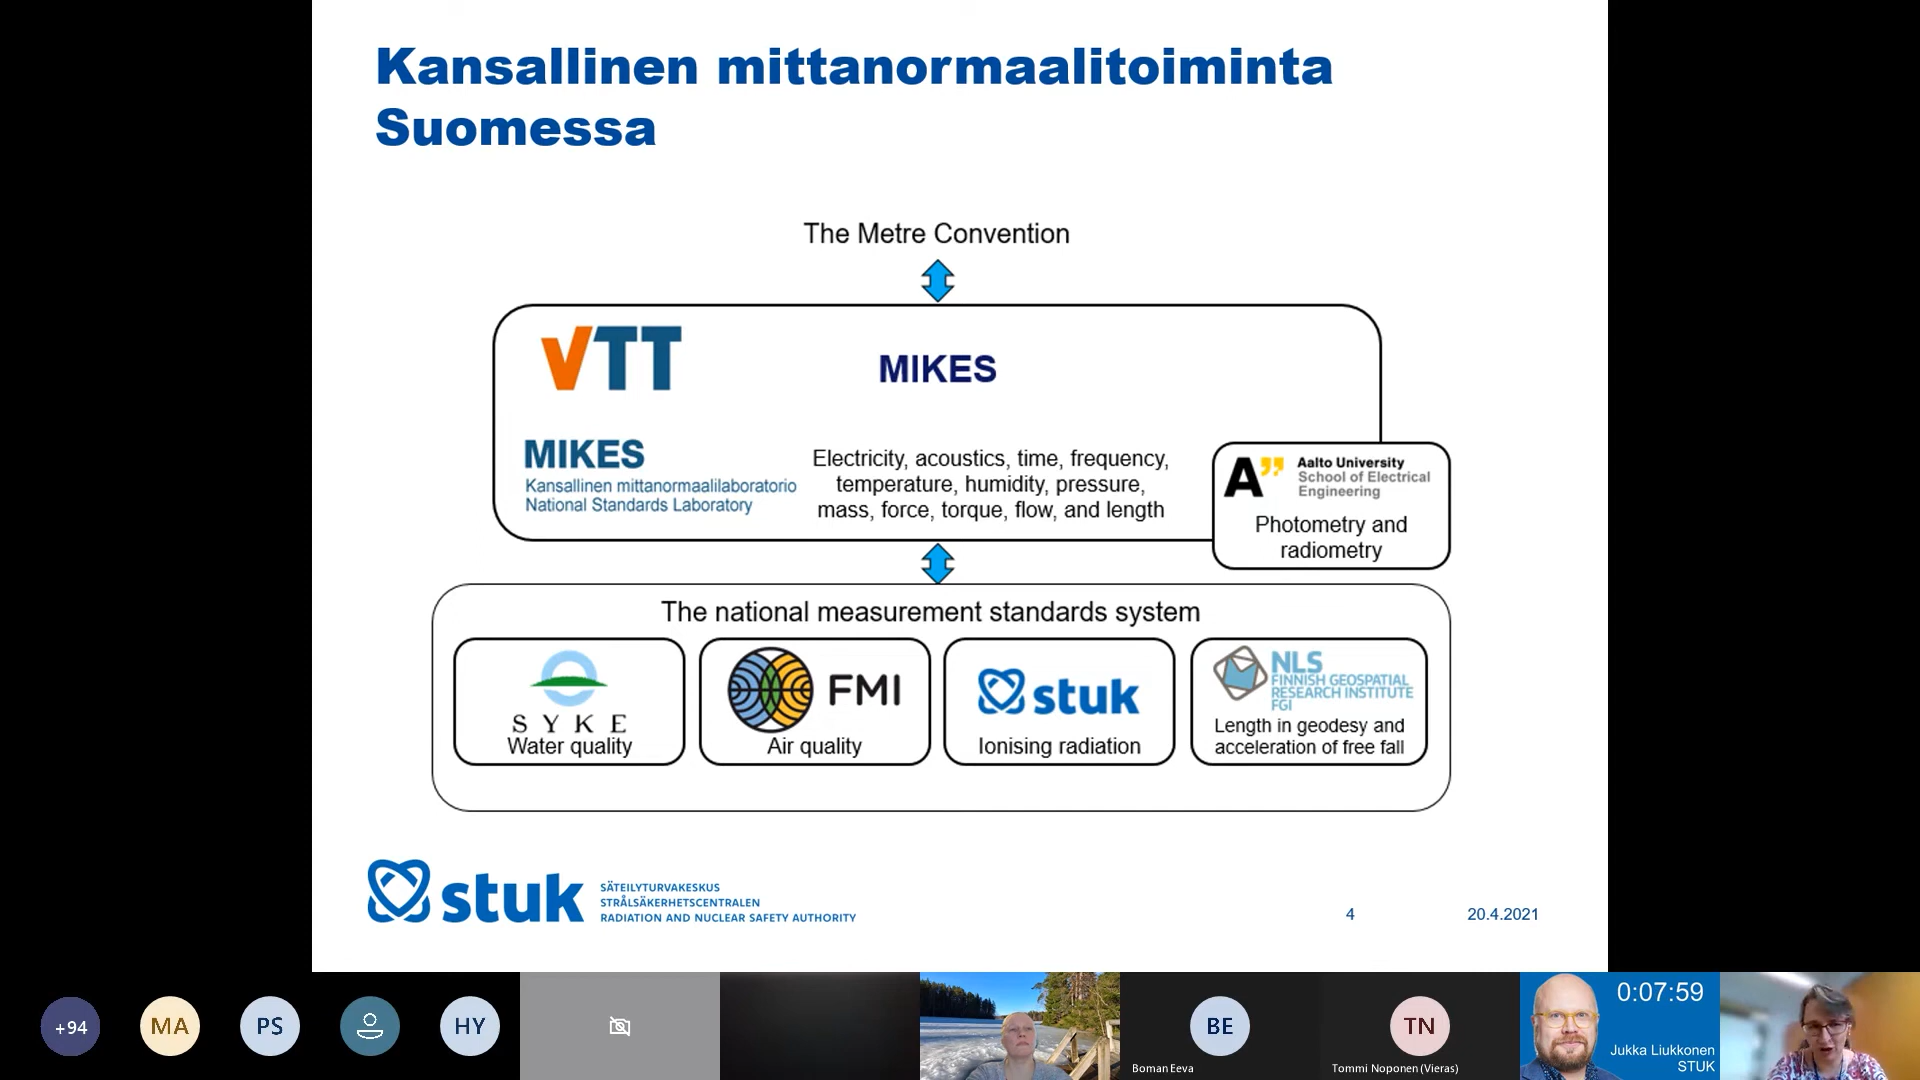 Kansallinen mittanormaalitoiminta
Suomessa
The Metre Convention
VTT
MIKES
MIKES
Kansallinen mittanormaalilaboratorio
National Standards Laboratory
Electricity, acoustics, time, frequency,
temperature, humidity, pressure,
mass, force, torque, flow, and length
A”
Aalto University
School of Electrical
Engineering
Photometry and
radiometry
The national measurement standards system
SYKE
Water quality
FMI
Air quality
stuk
Ionising radiation
NLS
FINNISH GEOSPATIAL
RESEARCH INSTITUTE
FGI
Length in geodesy and
acceleration of free fall
stuk
SÄTEILYTURVAKESKUS
STRÅLSÄKERHETSCENTRALEN
RADIATION AND NUCLEAR SAFETY AUTHORITY
4
20.4.2021
+94
MA
PS
HY
BE
Boman Eeva
TN
Tommi Noponen (Vieras)
0:07:59
Jukka Liukkonen
STUK